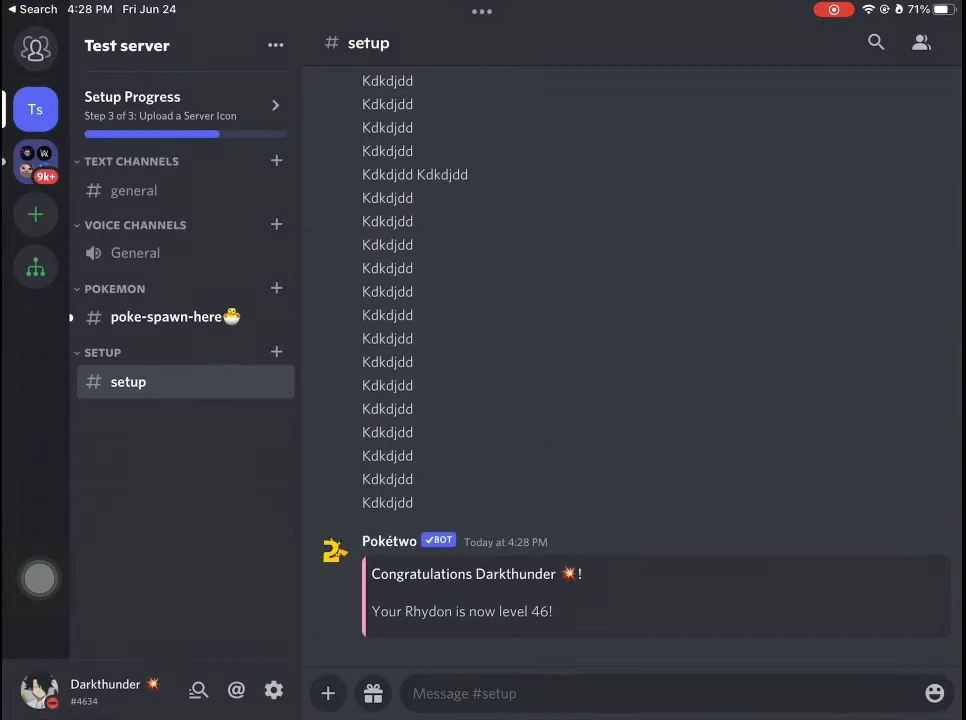 Search 4:28 PM Fri Jun 24
71%
Test server
Setup Progress
Step 3 of 3: Upload a Server Icon
TEXT CHANNELS
general
VOICE CHANNELS
General
POKEMON
poke-spawn-here🐣
SETUP
setup
Ts
9k+
Darkthunder 💥
#4634
# setup
Kdkdjdd
Kdkdjdd
Kdkdjdd
Kdkdjdd
Kdkdjdd Kdkdjdd
Kdkdjdd
Kdkdjdd
Kdkdjdd
Kdkdjdd
Kdkdjdd
Kdkdjdd
Kdkdjdd
Kdkdjdd
Kdkdjdd
Kdkdjdd
Kdkdjdd
Kdkdjdd
Kdkdjdd
Kdkdjdd
Pokétwo ✓BOT Today at 4:28 PM
Congratulations Darkthunder 💥!
Your Rhydon is now level 46!
Message #setup